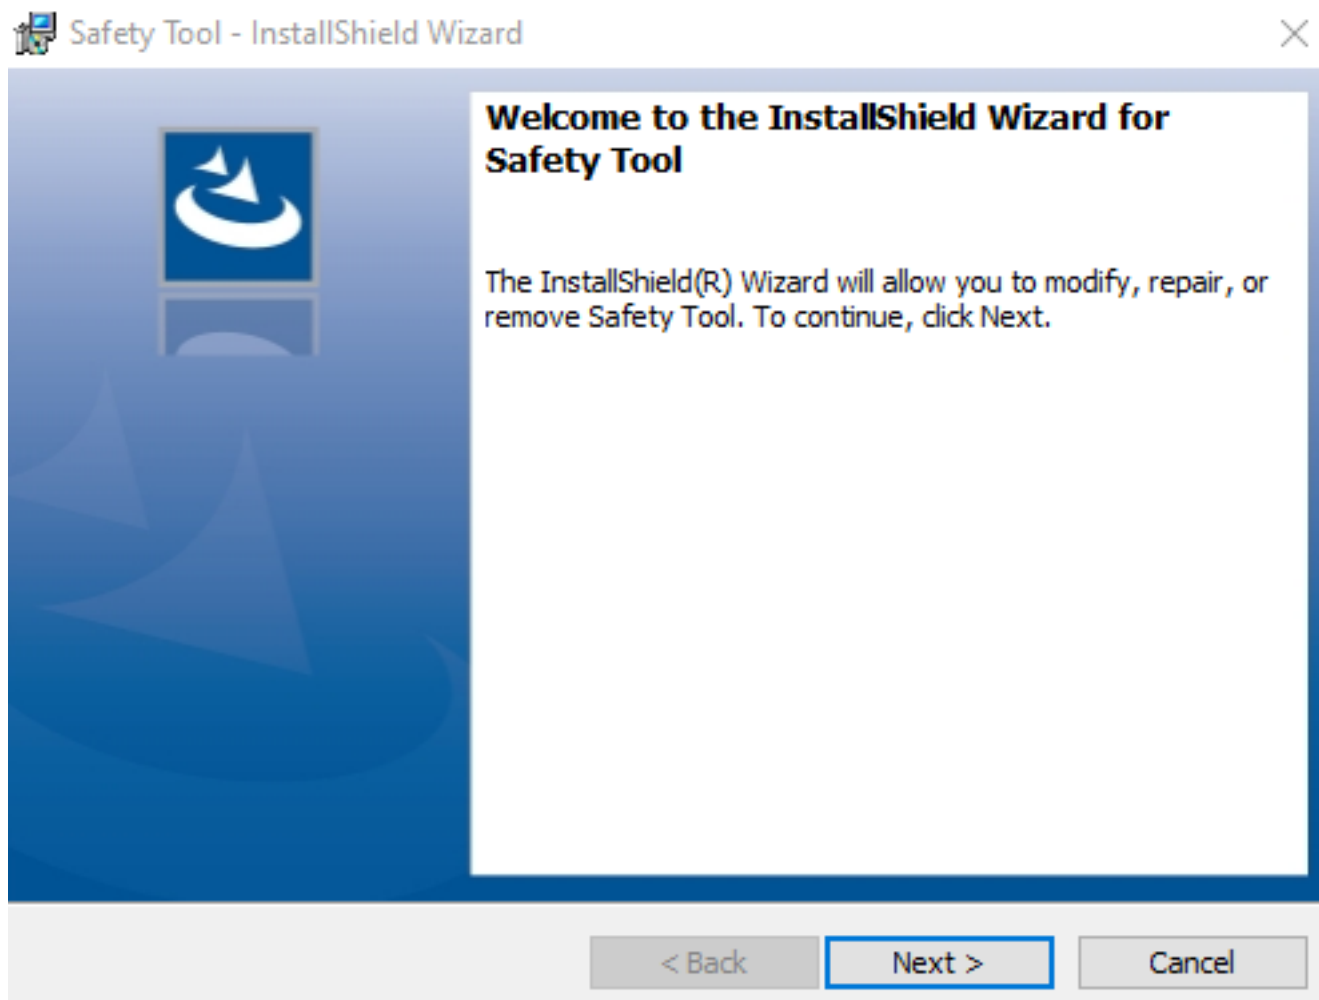 Safety Tool - InstallShield Wizard
Welcome to the InstallShield Wizard for
Safety Tool
The InstallShield(R) Wizard will allow you to modify, repair, or
remove Safety Tool. To continue, click Next.
< Back
Next >
Cancel